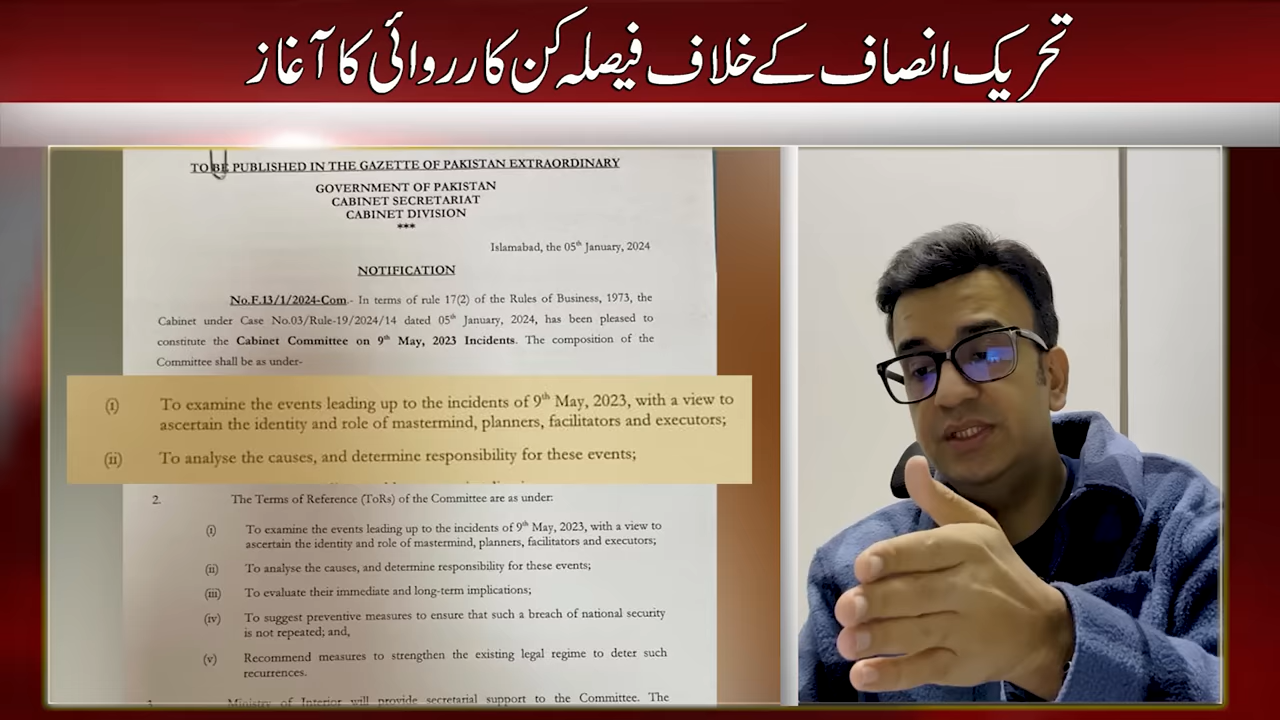 تحریک انصاف کے خلاف فیصلہ کن کارروائی کا آغاز
TO BE PUBLISHED IN THE GAZETTE OF PAKISTAN EXTRAORDINARY
GOVERNMENT OF PAKISTAN
CABINET SECRETARIAT
CABINET DIVISION
***
Islamabad, the 05th January, 2024
NOTIFICATION
No.F.13/1/2024-Com.- In terms of rule 17(2) of the Rules of Business, 1973, the
Cabinet under Case No.03/Rule-19/2024/14 dated 05th January, 2024, has been pleased to
constitute the Cabinet Committee on 9th May, 2023 Incidents. The composition of the
Committee shall be as under-
(i) To examine the events leading up to the incidents of 9th May, 2023, with a view to
ascertain the identity and role of mastermind, planners, facilitators and executors;
(ii) To analyse the causes, and determine responsibility for these events;
2. The Terms of Reference (ToRs) of the Committee are as under:
(i) To examine the events leading up to the incidents of 9th May, 2023, with a view to
ascertain the identity and role of mastermind, planners, facilitators and executors;
(ii) To analyse the causes, and determine responsibility for these events;
(iii) To evaluate their immediate and long-term implications;
(iv) To suggest preventive measures to ensure that such a breach of national security
is not repeated; and,
(v) Recommend measures to strengthen the existing legal regime to deter such
recurrences.
Ministry of Interior will provide secretarial support to the Committee. The